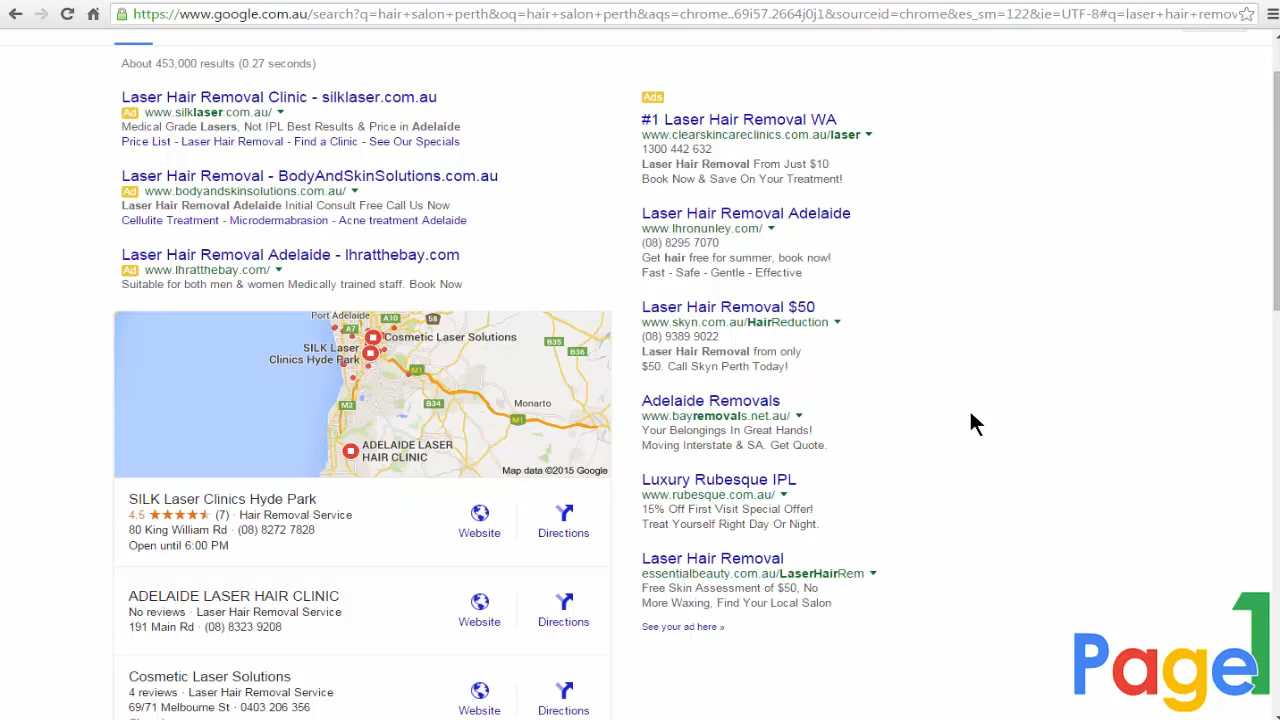 https://www.google.com.au/search?q=hair+salon+perth&oq=hair+salon+perth&aqs=chrome..69i57.2664j0j1&sourceid=chrome&es_sm=122&ie=UTF-8#q=laser+hair+remov
About 453,000 results (0.27 seconds)
Laser Hair Removal Clinic - silklaser.com.au
Ad www.silklaser.com.au/
Medical Grade Lasers, Not IPL Best Results & Price in Adelaide
Price List - Laser Hair Removal - Find a Clinic - See Our Specials
Laser Hair Removal - BodyAndSkinSolutions.com.au
Ad www.bodyandskinsolutions.com.au/
Laser Hair Removal Adelaide Initial Consult Free Call Us Now
Cellulite Treatment - Microdermabrasion - Acne treatment Adelaide
Laser Hair Removal Adelaide - lhratthebay.com
Ad www.lhratthebay.com/
Suitable for both men & women Medically trained staff. Book Now
Port Adelaide
A10
58
A7
Cosmetic Laser Solutions
SILK Laser
Clinics Hyde Park
B35
B36
M1
M2
B34
Monarto
M1
ADELAIDE LASER
HAIR CLINIC
Map data ©2015 Google
SILK Laser Clinics Hyde Park
4.5 (7) · Hair Removal Service
80 King William Rd · (08) 8272 7828
Open until 6:00 PM
Website
Directions
ADELAIDE LASER HAIR CLINIC
No reviews · Laser Hair Removal Service
191 Main Rd · (08) 8323 9208
Website
Directions
Cosmetic Laser Solutions
4 reviews · Laser Hair Removal Service
69/71 Melbourne St · 0403 206 356
Website
Directions
Ads
#1 Laser Hair Removal WA
www.clearskincareclinics.com.au/laser
1300 442 632
Laser Hair Removal From Just $10
Book Now & Save On Your Treatment!
Laser Hair Removal Adelaide
www.lhronunley.com/
(08) 8295 7070
Get hair free for summer, book now!
Fast - Safe - Gentle - Effective
Laser Hair Removal $50
www.skyn.com.au/HairReduction
(08) 9389 9022
Laser Hair Removal from only
$50. Call Skyn Perth Today!
Adelaide Removals
www.bayremovals.net.au/
Your Belongings In Great Hands!
Moving Interstate & SA. Get Quote.
Luxury Rubesque IPL
www.rubesque.com.au/
15% Off First Visit Special Offer!
Treat Yourself Right Day Or Night.
Laser Hair Removal
essentialbeauty.com.au/LaserHairRem
Free Skin Assessment of $50, No
More Waxing, Find Your Local Salon
See your ad here »
Page1